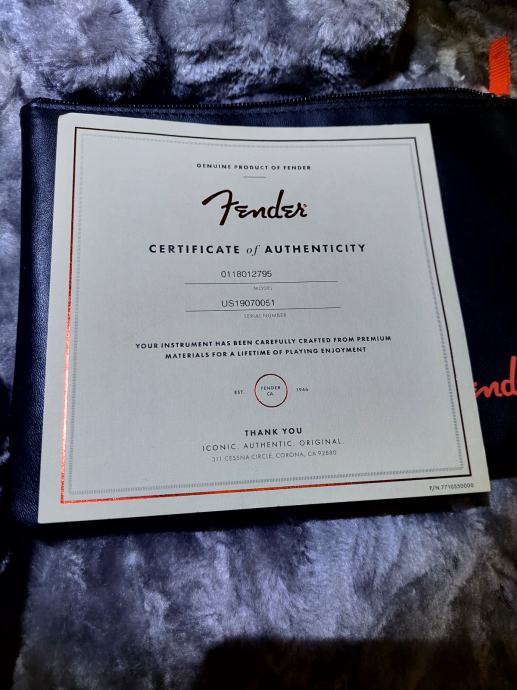 GENUINE PRODUCT OF FENDER
Fender
CERTIFICATE of AUTHENTICITY
0118012795
MODEL
US19070051
SERIAL NUMBER
YOUR INSTRUMENT HAS BEEN CAREFULLY CRAFTED FROM PREMIUM
MATERIALS FOR A LIFETIME OF PLAYING ENJOYMENT
EST. FENDER CA. 1946
THANK YOU
ICONIC. AUTHENTIC. ORIGINAL.
311 CESSNA CIRCLE, CORONA, CA 92880
P/N 7710550000